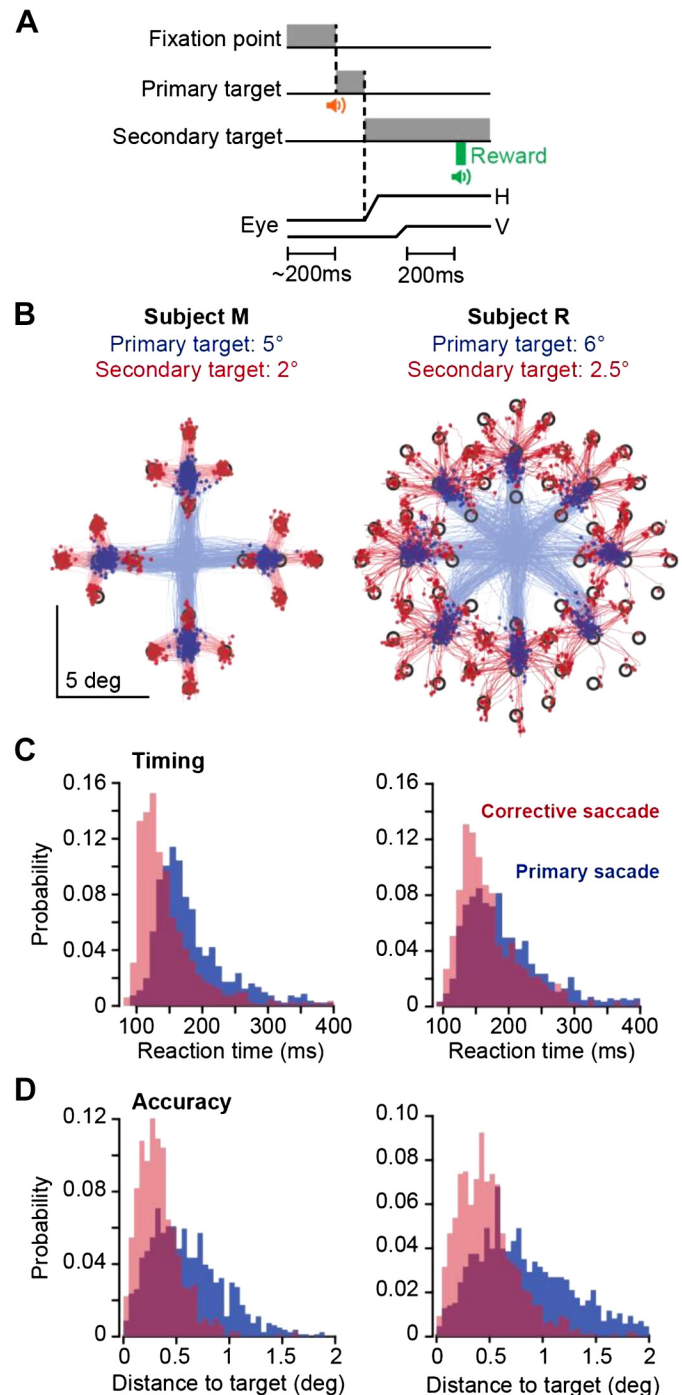 A
Fixation point
Primary target
Secondary target
Reward
H
Eye
V
~200ms
200ms
B
Subject M
Primary target: 5°
Secondary target: 2°
Subject R
Primary target: 6°
Secondary target: 2.5°
5 deg
C
Timing
0.16
0.12
0.08
0.04
0
Probability
100 200 300 400
Reaction time (ms)
0.16
0.12
0.08
0.04
0
Corrective saccade
Primary sacade
100 200 300 400
Reaction time (ms)
D
Accuracy
0.12
0.08
0.04
0
Probability
0 0.5 1 1.5 2
Distance to target (deg)
0.10
0.08
0.06
0.04
0.02
0
0 0.5 1 1.5 2
Distance to target (deg)